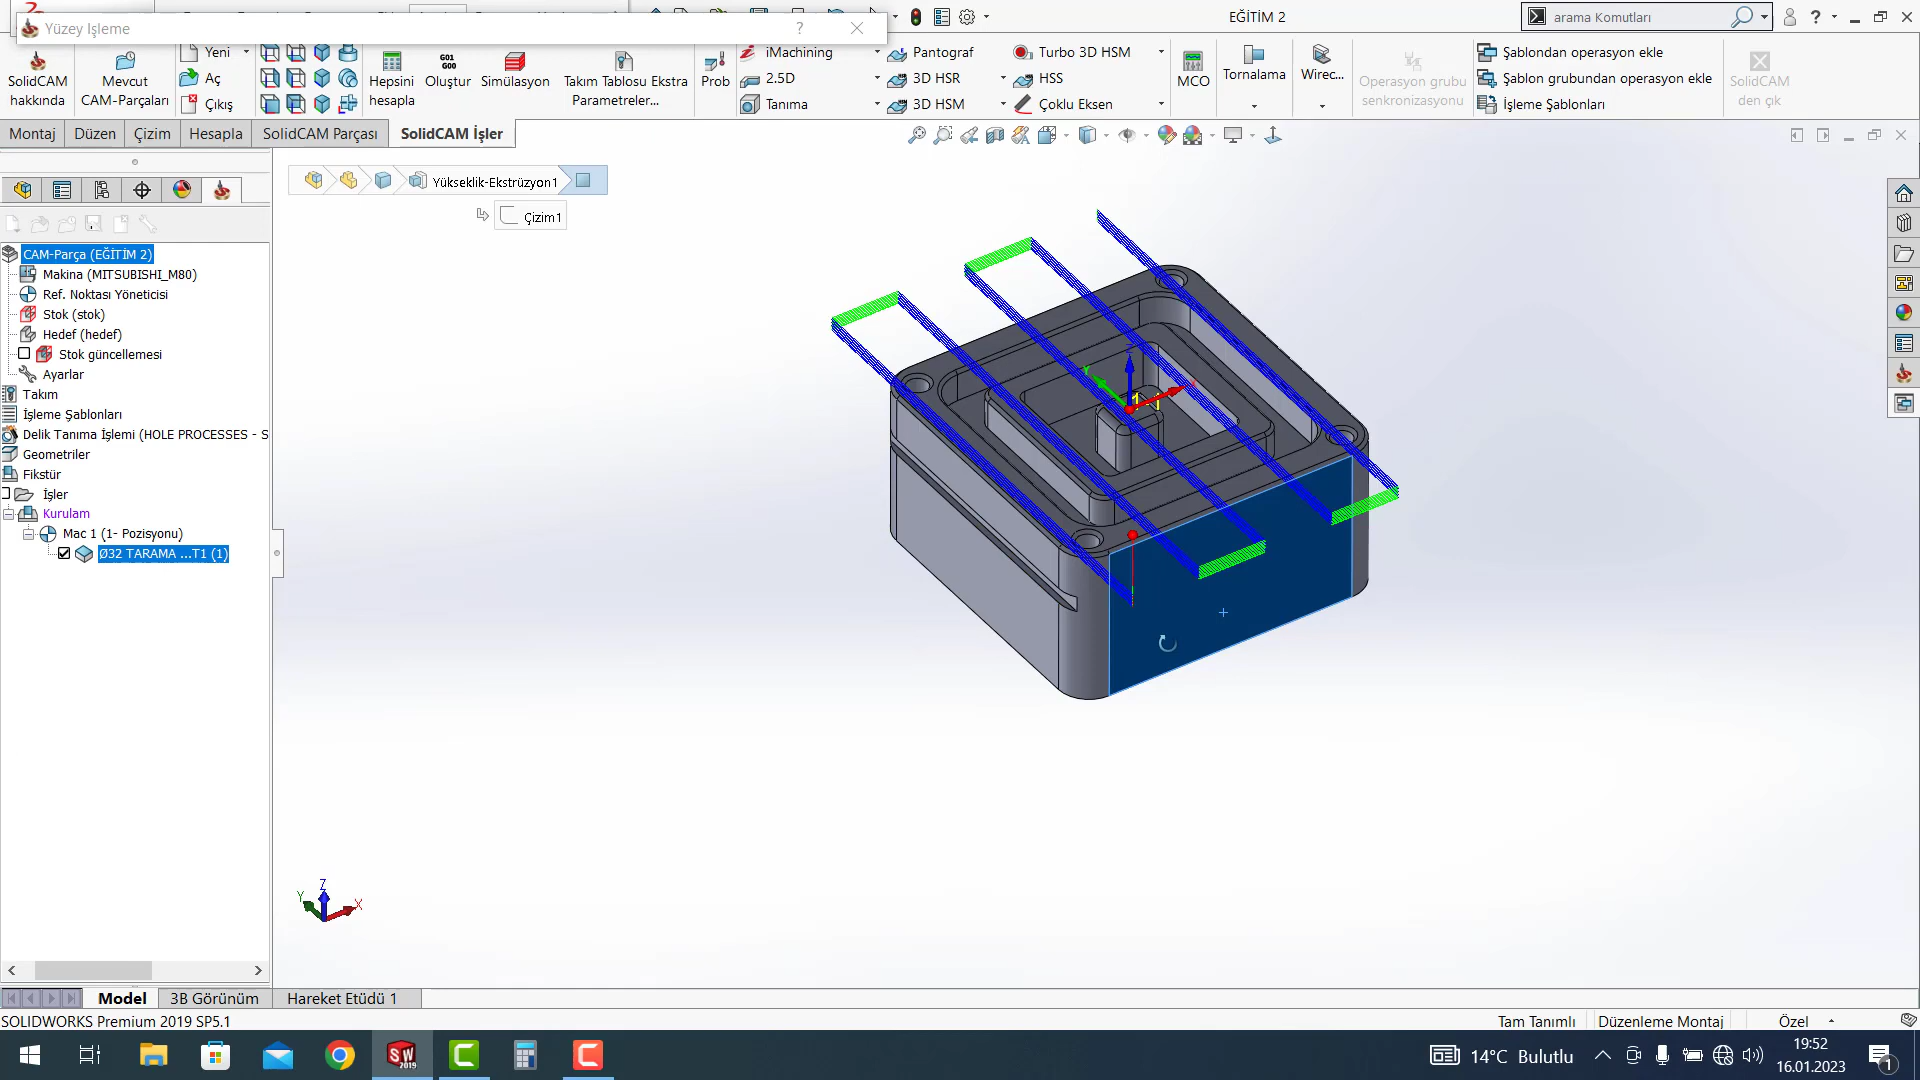 Yüzey İşleme
?
EĞİTİM 2
arama Komutları
SolidCAM
hakkında
Mevcut
CAM-Parçaları
Yeni
Aç
Çıkış
Hepsini
hesapla
G01
G00
Oluştur
Simülasyon
Takım Tablosu Ekstra
Parametreler...
Prob
iMachining
2.5D
Tanıma
Pantograf
3D HSR
3D HSM
Turbo 3D HSM
HSS
Çoklu Eksen
MCO
Tornalama
Wirec...
Operasyon grubu
senkronizasyonu
Şablondan operasyon ekle
Şablon grubundan operasyon ekle
İşleme Şablonları
SolidCAM
den çık
Montaj
Düzen
Çizim
Hesapla
SolidCAM Parçası
SolidCAM İşler
Yükseklik-Ekstrüzyon1
Çizim1
CAM-Parça (EĞİTİM 2)
Makina (MITSUBISHI_M80)
Ref. Noktası Yöneticisi
Stok (stok)
Hedef (hedef)
Stok güncellemesi
Ayarlar
Takım
İşleme Şablonları
Delik Tanıma İşlemi (HOLE PROCESSES - S
Geometriler
Fikstür
İşler
Kurulam
Mac 1 (1- Pozisyonu)
Ø32 TARAMA ...T1 (1)
Z
Y
X
Model
3B Görünüm
Hareket Etüdü 1
SOLIDWORKS Premium 2019 SP5.1
Tam Tanımlı
Düzenleme Montaj
Özel
SW
2019
14°C Bulutlu
19:52
16.01.2023
1